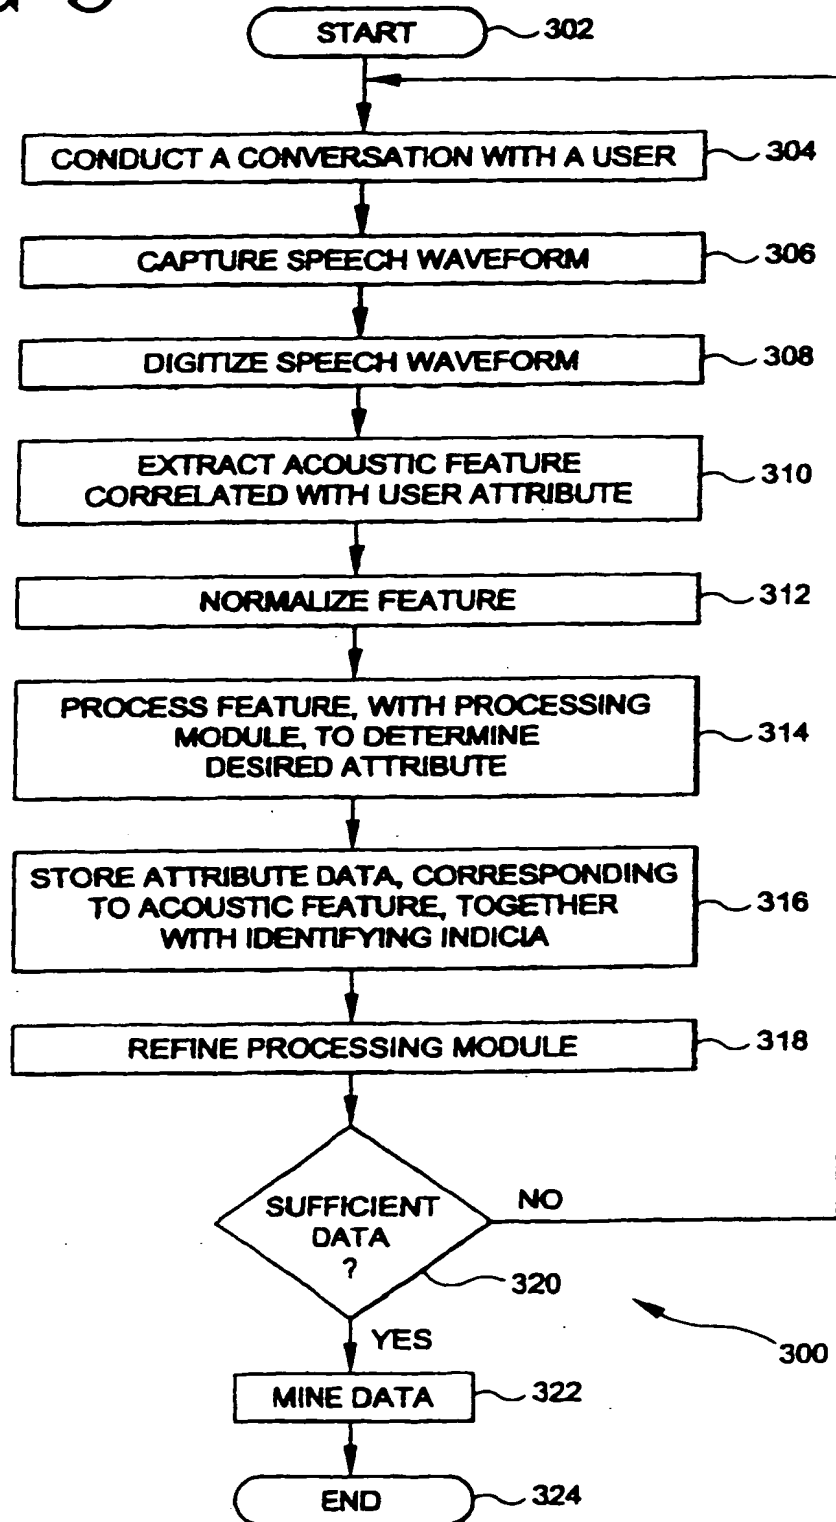 START 302
CONDUCT A CONVERSATION WITH A USER 304
CAPTURE SPEECH WAVEFORM 306
DIGITIZE SPEECH WAVEFORM 308
EXTRACT ACOUSTIC FEATURE
CORRELATED WITH USER ATTRIBUTE 310
NORMALIZE FEATURE 312
PROCESS FEATURE, WITH PROCESSING
MODULE, TO DETERMINE 314
DESIRED ATTRIBUTE
STORE ATTRIBUTE DATA, CORRESPONDING
TO ACOUSTIC FEATURE, TOGETHER 316
WITH IDENTIFYING INDICIA
REFINE PROCESSING MODULE 318
SUFFICIENT NO
DATA
?
320
YES
300
MINE DATA 322
END 324